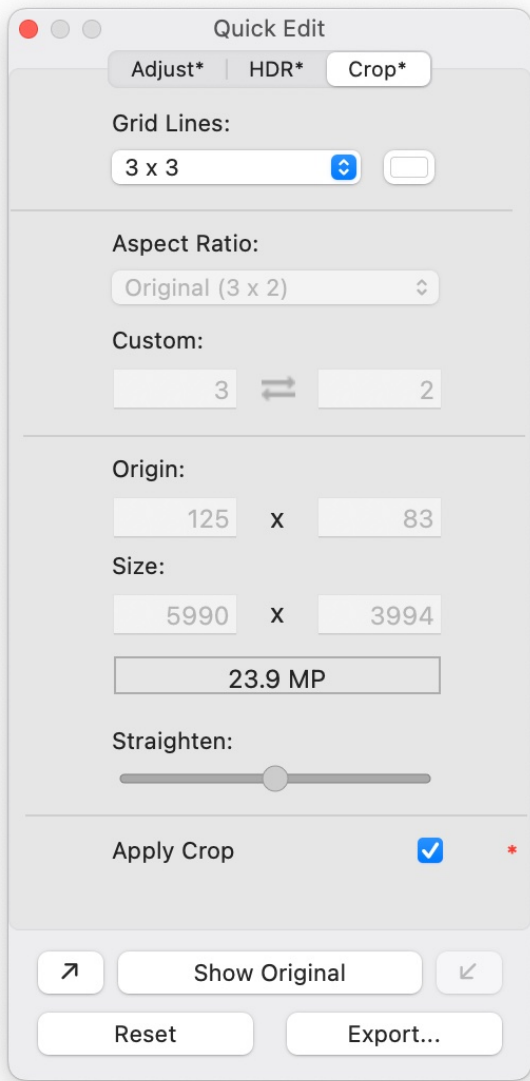 Quick Edit
Adjust* HDR* Crop*
Grid Lines:
3 x 3
Aspect Ratio:
Original (3 x 2)
Custom:
3 2
Origin:
125 x 83
Size:
5990 x 3994
23.9 MP
Straighten:
Apply Crop *
Show Original
Reset Export...